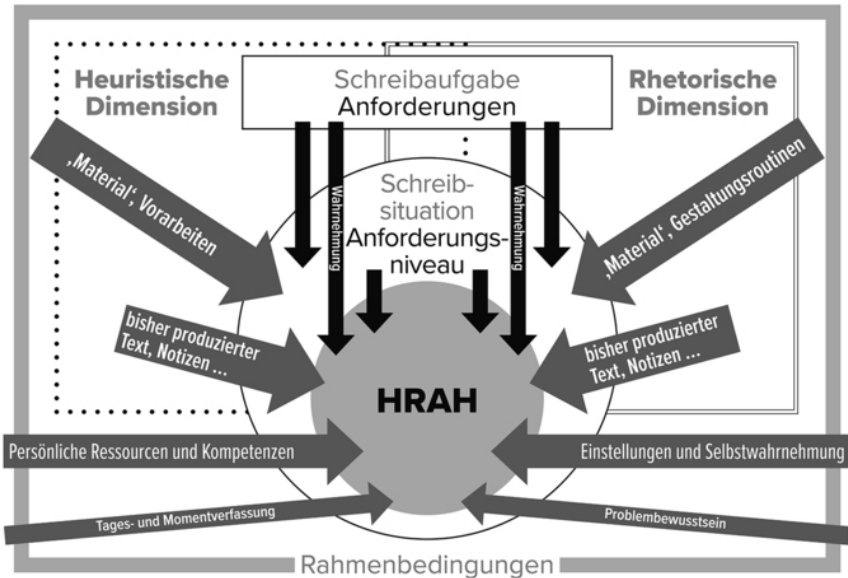 Heuristische
Dimension
Schreibaufgabe
Anforderungen
Rhetorische
Dimension
‚Material‘, Vorarbeiten
Wahrnehmung
Schreib-
situation
Anforderungs-
niveau
Wahrnehmung
‚Material‘, Gestaltungsroutinen
bisher produzierter
Text, Notizen ...
HRAH
bisher produzierter
Text, Notizen ...
Persönliche Ressourcen und Kompetenzen
Einstellungen und Selbstwahrnehmung
Tages- und Momentverfassung
Problembewusstsein
Rahmenbedingungen